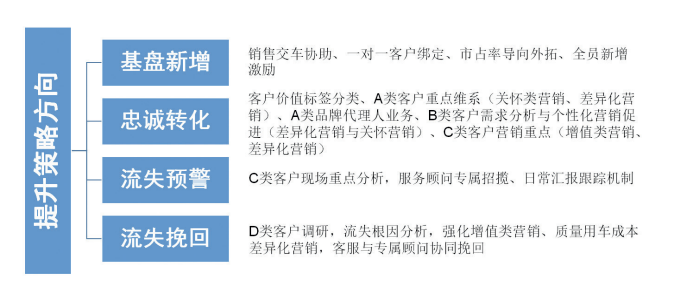 提升策略方向
基盘新增
销售交车协助、一对一客户绑定、市占率导向外拓、全员新增
激励
忠诚转化
客户价值标签分类、A类客户重点维系（关怀类营销、差异化营
销）、A类品牌代理人业务、B类客户需求分析与个性化营销促
进（差异化营销与关怀营销）、C类客户营销重点（增值类营销、
差异化营销）
流失预警
C类客户现场重点分析，服务顾问专属招揽、日常汇报跟踪机制
流失挽回
D类客户调研，流失根因分析，强化增值类营销、质量用车成本
差异化营销，客服与专属顾问协同挽回